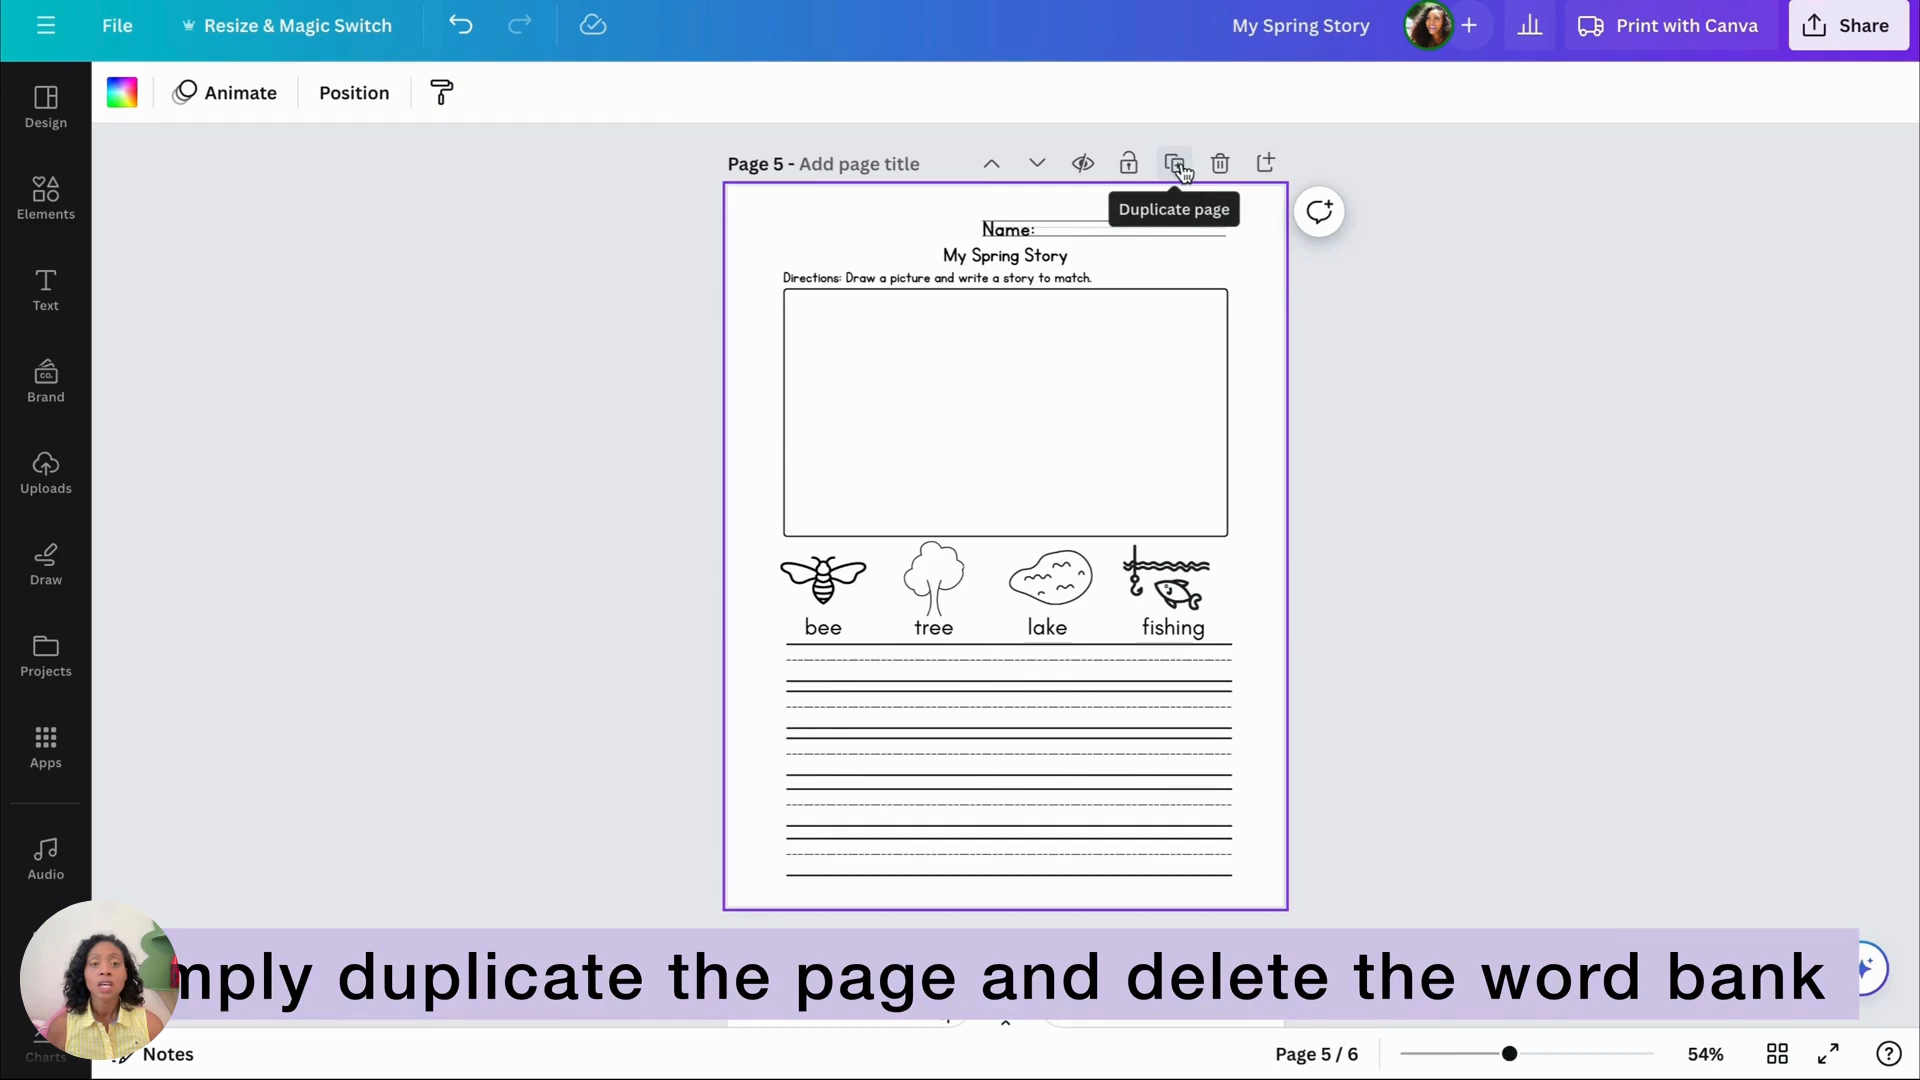 File
Resize & Magic Switch
My Spring Story
Print with Canva
Share
Animate
Position
Design
Elements
Text
Brand
CO.
Uploads
Draw
Projects
Apps
Audio
Charts
Page 5 - Add page title
Duplicate page
Name:
My Spring Story
Directions: Draw a picture and write a story to match.
bee tree lake fishing
mply duplicate the page and delete the word bank
Notes
Page 5 / 6
54%